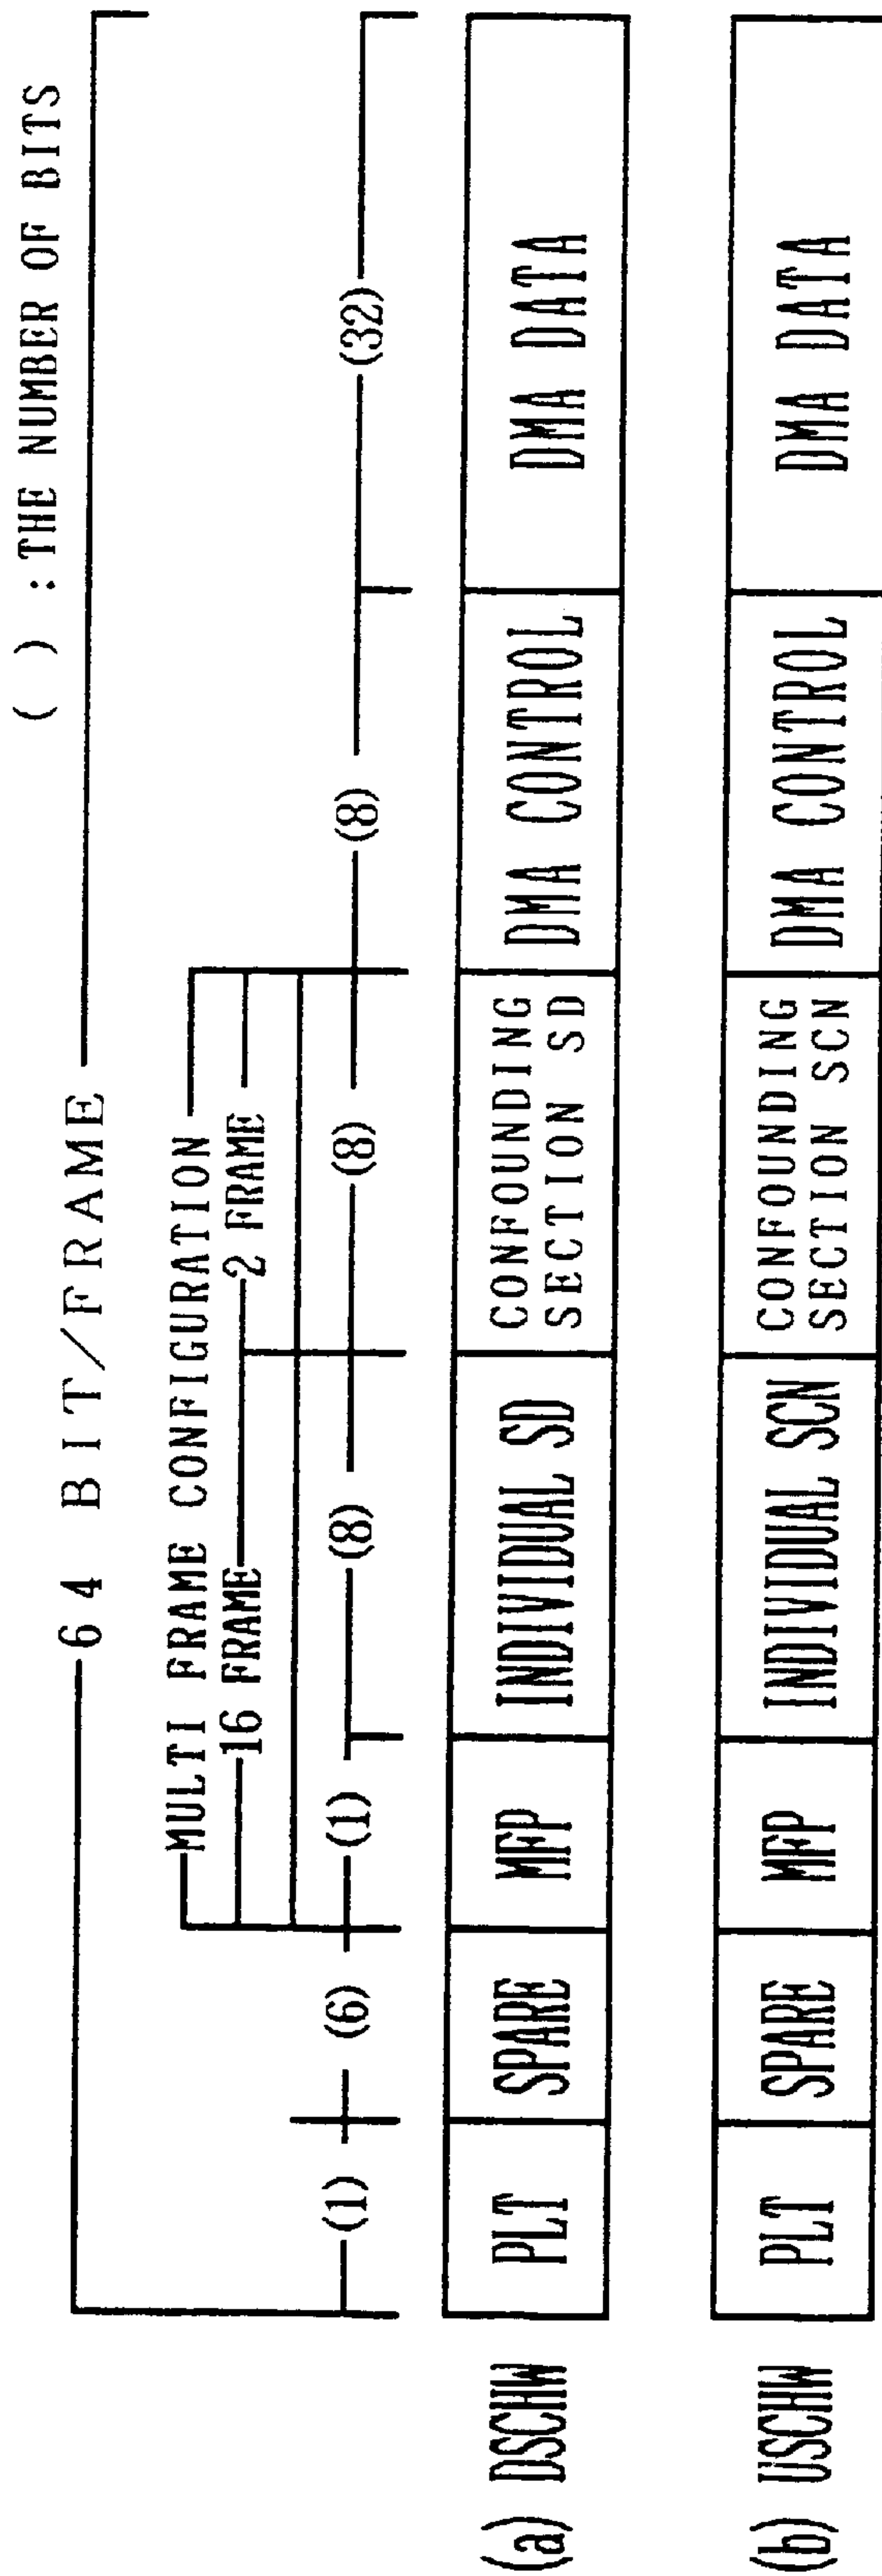 ( ) : THE NUMBER OF BITS
64 BIT/FRAME
MULTI FRAME CONFIGURATION
16 FRAME 2 FRAME
(1) (6) (1) (8) (8) (8) (32)
(a) DSCHW PLT SPARE MFP INDIVIDUAL SD CONFOUNDING SECTION SD DMA CONTROL DMA DATA
(b) USCHW PLT SPARE MFP INDIVIDUAL SCN CONFOUNDING SECTION SCN DMA CONTROL DMA DATA